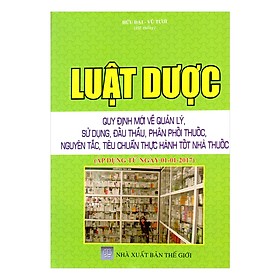 HỮU ĐẠI - VŨ TƯƠI
LUẬT DƯỢC
QUY ĐỊNH MỚI VỀ QUẢN LÝ,
SỬ DỤNG, ĐẤU THẦU, PHÂN PHỐI THUỐC,
NGUYÊN TẮC, TIÊU CHUẨN THỰC HÀNH TỐT NHÀ THUỐC
(ÁP DỤNG TỪ NGÀY 01-01-2017)
NHÀ XUẤT BẢN THẾ GIỚI